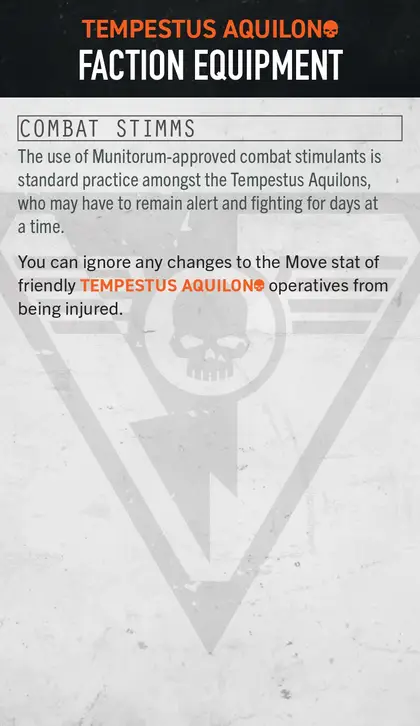 TEMPESTUS AQUILON
FACTION EQUIPMENT
COMBAT STIMMS
The use of Munitorum-approved combat stimulants is
standard practice amongst the Tempestus Aquilons,
who may have to remain alert and fighting for days at
a time.
You can ignore any changes to the Move stat of
friendly TEMPESTUS AQUILON operatives from
being injured.